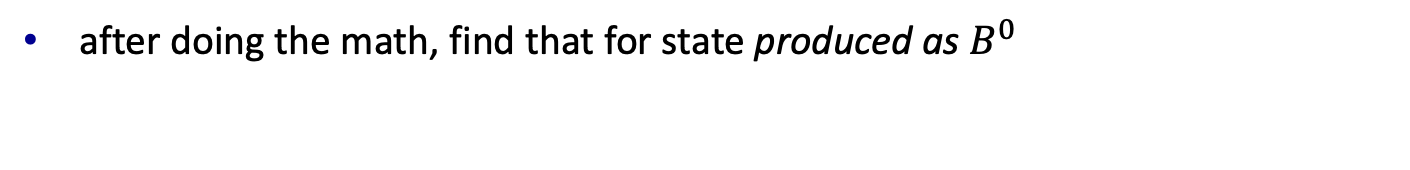 • after doing the math, find that for state produced as B⁰